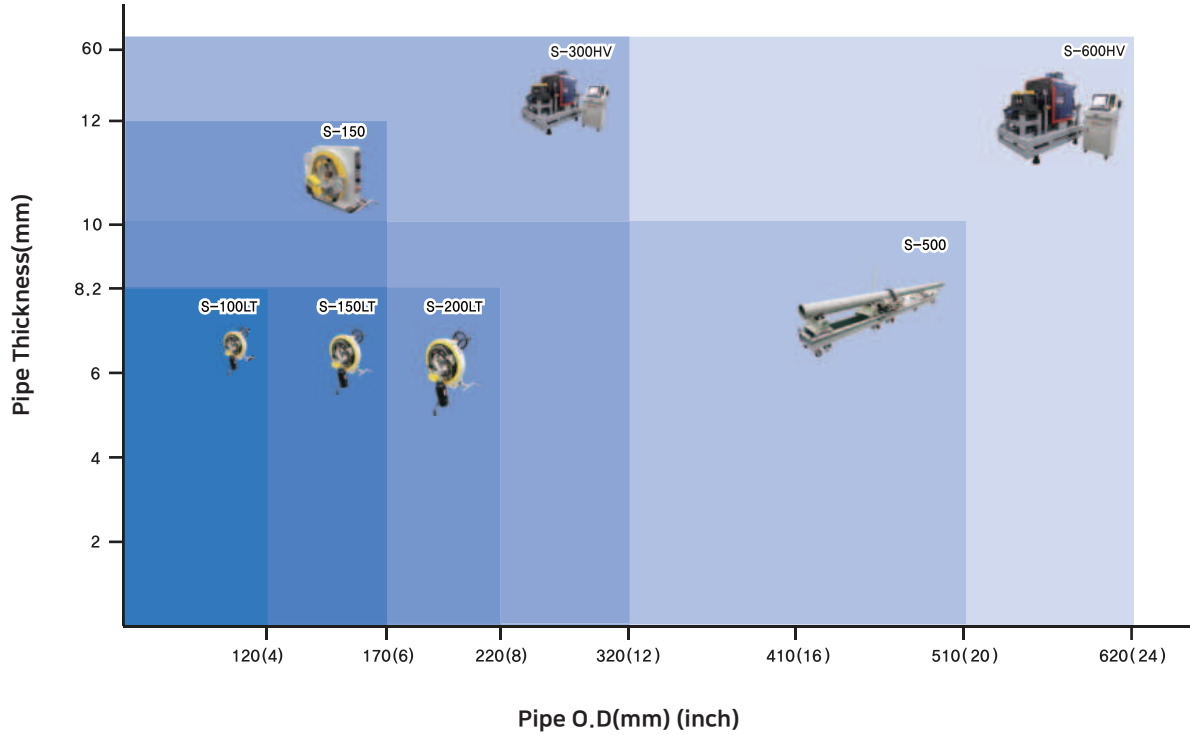 60
S-300HV
S-600HV
12
S-150
10
S-500
8.2
S-100LT
S-150LT
S-200LT
6
4
2
Pipe Thickness(mm)
120(4)
170(6)
220(8)
320(12)
410(16)
510(20)
620(24)
Pipe O.D(mm) (inch)